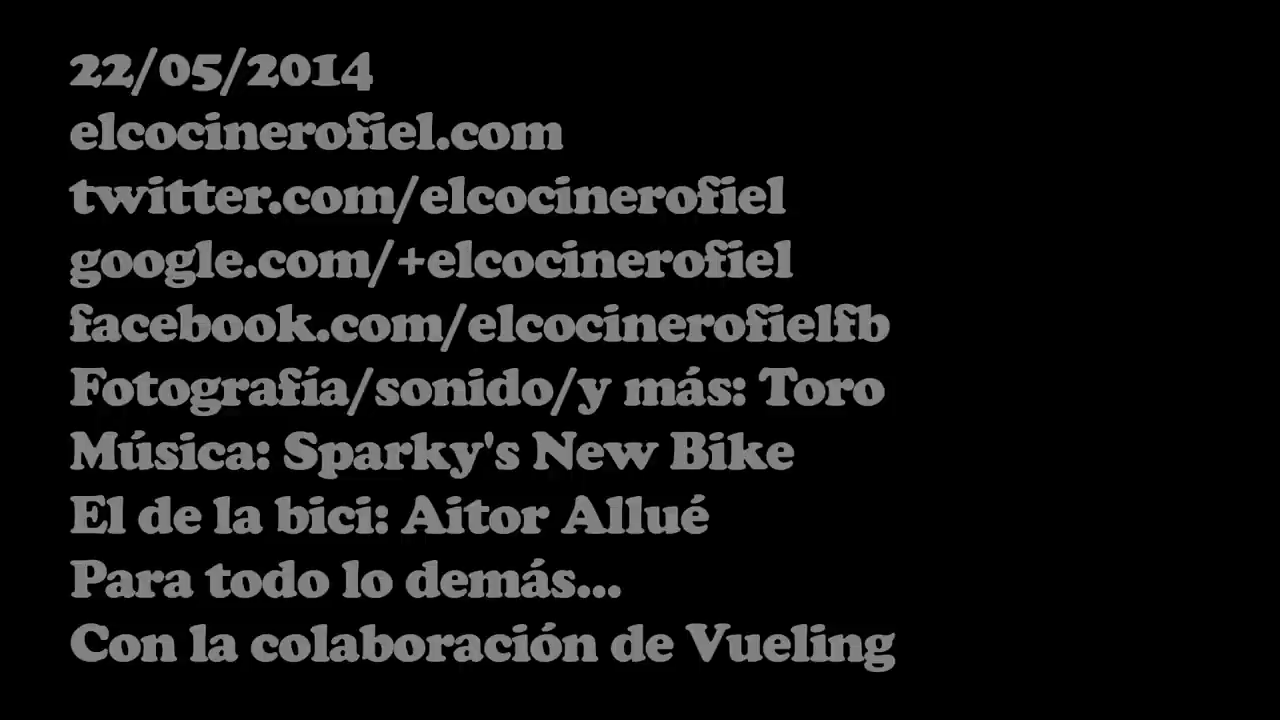 22/05/2014
elcocinerofiel.com
twitter.com/elcocinerofiel
google.com/+elcocinerofiel
facebook.com/elcocinerofielfb
Fotografía/sonido/y más: Toro
Música: Sparky's New Bike
El de la bici: Aitor Allué
Para todo lo demás...
Con la colaboración de Vueling